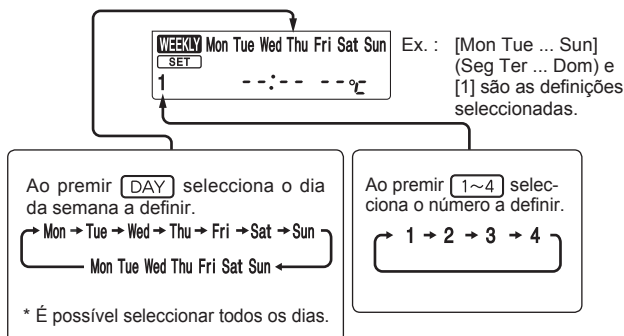 WEEKLY Mon Tue Wed Thu Fri Sat Sun
SET
1 --:-- --°C
Ex. : [Mon Tue ... Sun]
(Seg Ter ... Dom) e
[1] são as definições
seleccionadas.
Ao premir DAY selecciona o dia
da semana a definir.
Mon → Tue → Wed → Thu → Fri → Sat → Sun
Mon Tue Wed Thu Fri Sat Sun
* É possível seleccionar todos os dias.
Ao premir 1~4 selec-
ciona o número a definir.
1 → 2 → 3 → 4